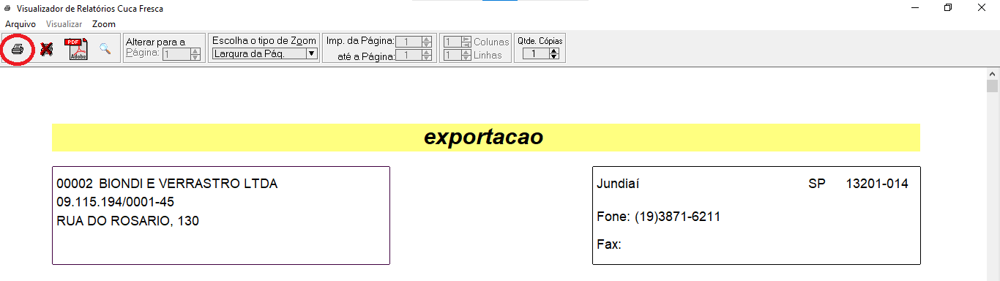 Visualizador de Relatórios Cuca Fresca
Arquivo Visualizar Zoom
PDF
Adobe
Alterar para a
Página: 1
Escolha o tipo de Zoom
Largura da Pág.
Imp. da Página: 1
até a Página: 1
1 Colunas
1 Linhas
Qtde. Cópias
1
exportacao
00002 BIONDI E VERRASTRO LTDA
09.115.194/0001-45
RUA DO ROSARIO, 130
Jundiaí SP 13201-014
Fone: (19)3871-6211
Fax: